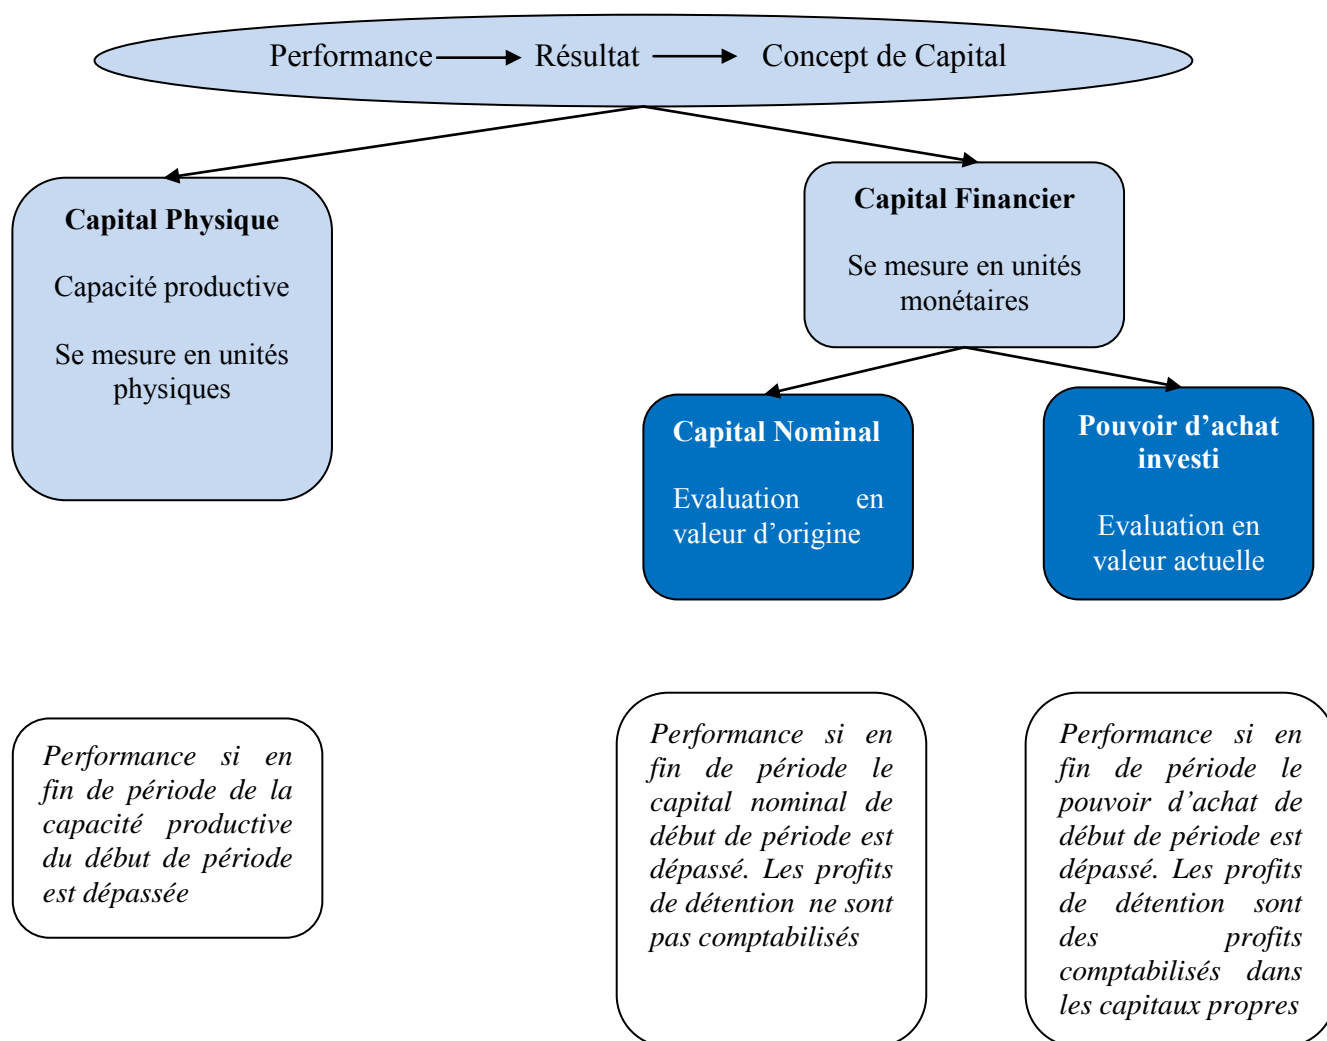 Performance Résultat Concept de Capital
Capital Physique
Capacité productive
Se mesure en unités
physiques
Capital Financier
Se mesure en unités
monétaires
Capital Nominal
Evaluation en
valeur d’origine
Pouvoir d’achat
investi
Evaluation en
valeur actuelle
Performance si en
fin de période de la
capacité productive
du début de période
est dépassée
Performance si en
fin de période le
capital nominal de
début de période est
dépassé. Les profits
de détention ne sont
pas comptabilisés
Performance si en
fin de période le
pouvoir d’achat de
début de période est
dépassé. Les profits
de détention sont
des profits
comptabilisés dans
les capitaux propres